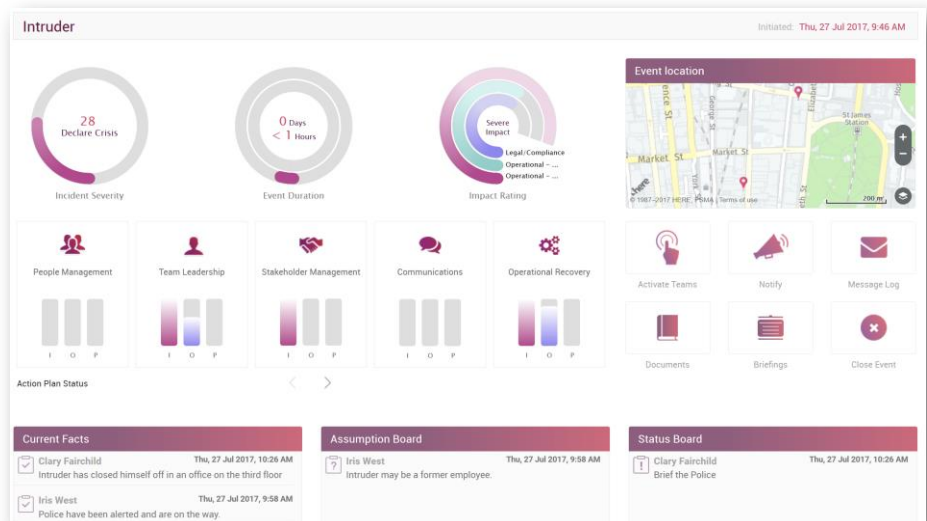 Intruder
Initiated: Thu, 27 Jul 2017, 9:46 AM
28
Declare Crisis
Incident Severity
0 Days
< 1 Hours
Event Duration
Severe
Impact
Legal/Compliance
Operational - ...
Operational - ...
Impact Rating
Event location
George St
Elizabeth
St James
Station
Market St
Market St
York St
200 m
© 1987–2017 HERE, PSMA | Terms of use
People Management
I O P
Team Leadership
I O P
Stakeholder Management
I O P
Communications
I O P
Operational Recovery
I O P
Activate Teams
Notify
Message Log
Documents
Briefings
Close Event
Action Plan Status
Current Facts
Clary Fairchild Thu, 27 Jul 2017, 10:26 AM
Intruder has closed himself off in an office on the third floor
Iris West Thu, 27 Jul 2017, 9:58 AM
Police have been alerted and are on the way.
Assumption Board
Iris West Thu, 27 Jul 2017, 9:58 AM
Intruder may be a former employee.
Status Board
Clary Fairchild Thu, 27 Jul 2017, 10:26 AM
Brief the Police